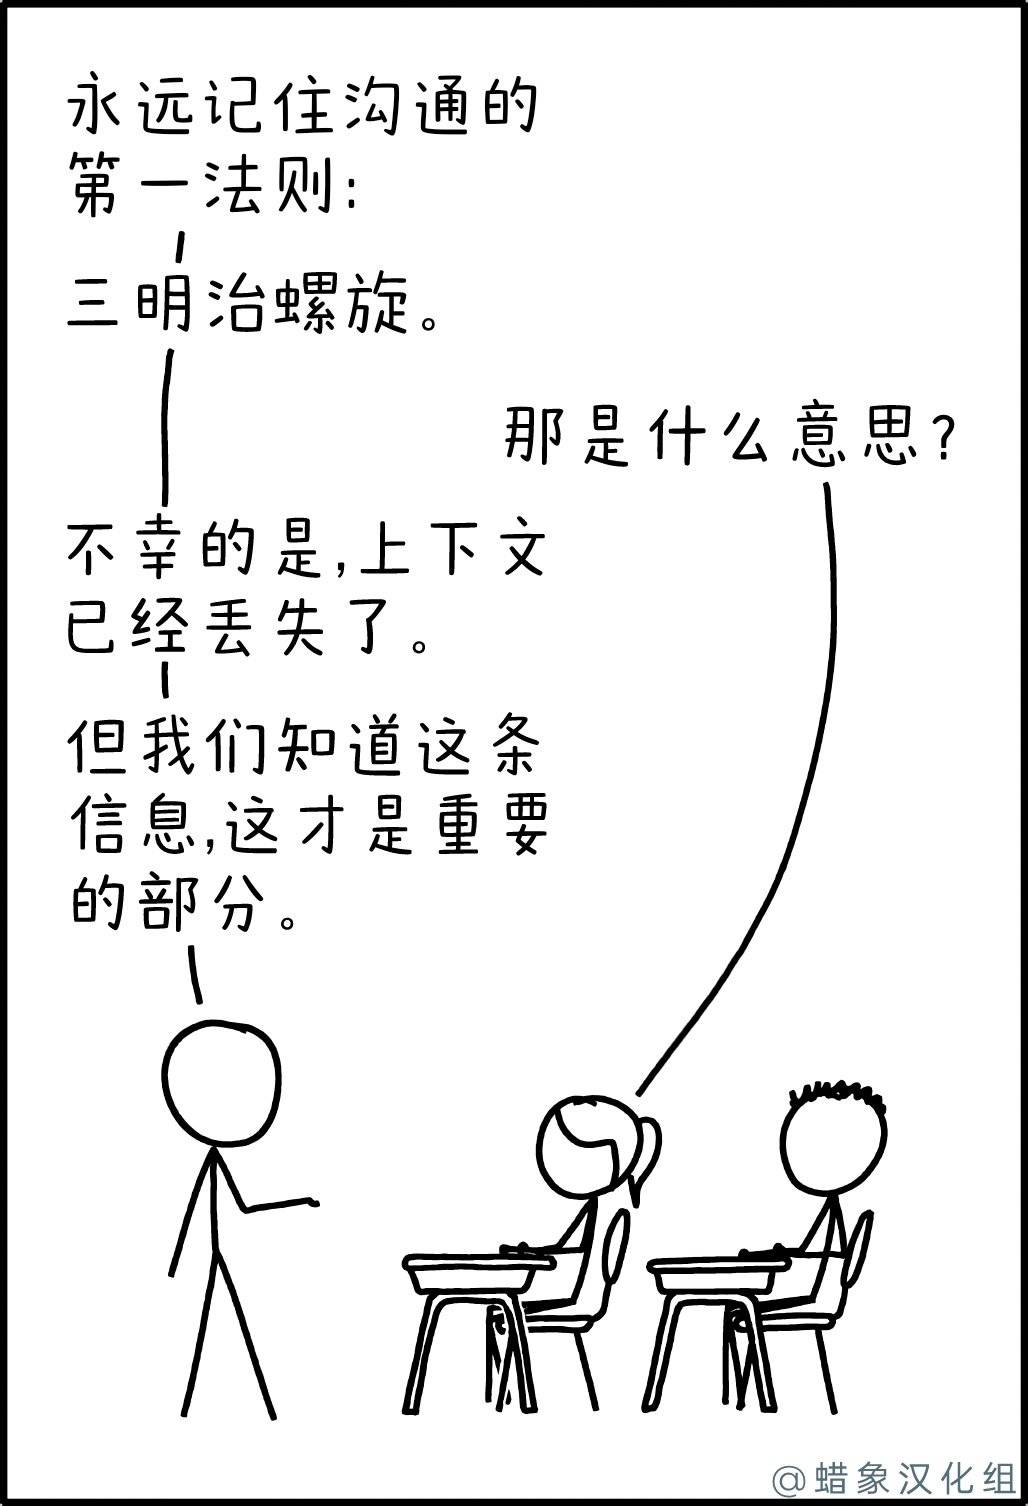 永远记住沟通的
第一法则:
三明治螺旋。
那是什么意思?
不幸的是,上下文
已经丢失了。
但我们知道这条
信息,这才是重要
的部分。
@蜡象汉化组